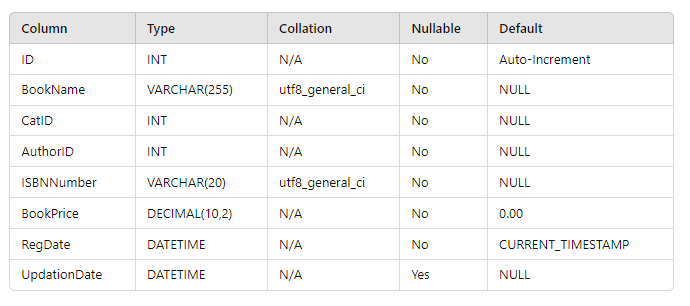 Column Type Collation Nullable Default
ID INT N/A No Auto-Increment
BookName VARCHAR(255) utf8_general_ci No NULL
CatID INT N/A No NULL
AuthorID INT N/A No NULL
ISBNNumber VARCHAR(20) utf8_general_ci No NULL
BookPrice DECIMAL(10,2) N/A No 0.00
RegDate DATETIME N/A No CURRENT_TIMESTAMP
UpdationDate DATETIME N/A Yes NULL